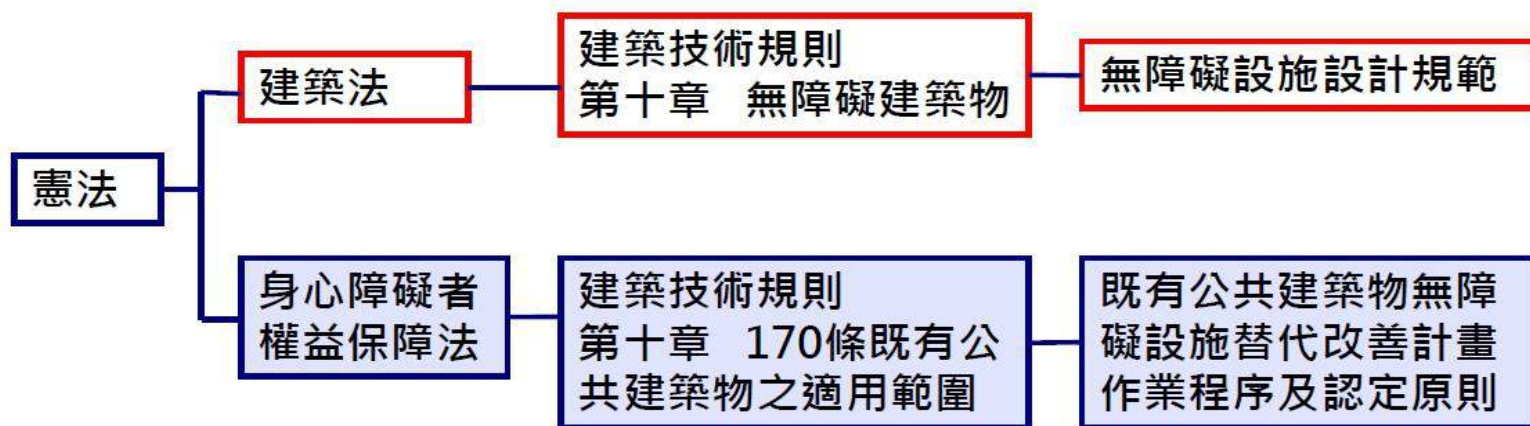 憲法
建築法
建築技術規則
第十章 無障礙建築物
無障礙設施設計規範
身心障礙者
權益保障法
建築技術規則
第十章 170條既有公
共建築物之適用範圍
既有公共建築物無障
礙設施替代改善計畫
作業程序及認定原則